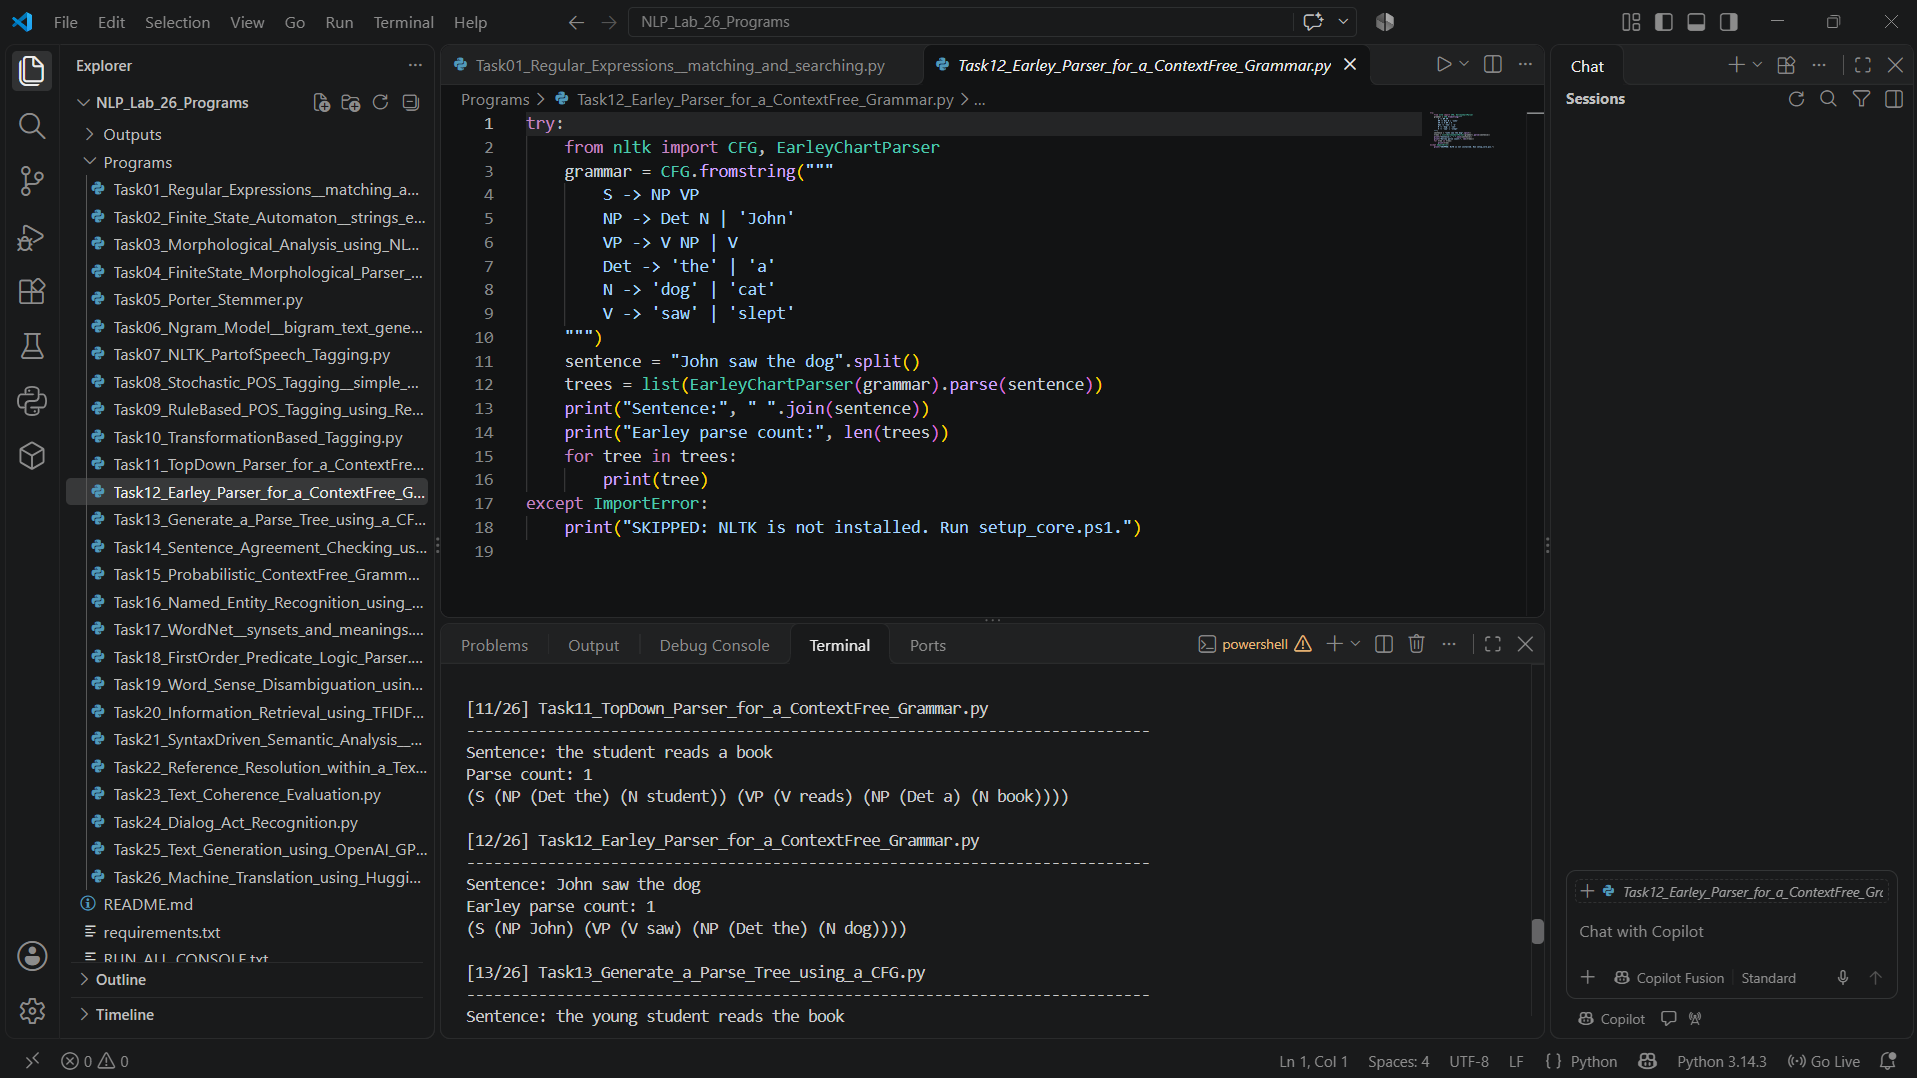 File Edit Selection View Go Run Terminal Help
NLP_Lab_26_Programs
Explorer
NLP_Lab_26_Programs
Outputs
Programs
Task01_Regular_Expressions__matching_a...
Task02_Finite_State_Automaton__strings_e...
Task03_Morphological_Analysis_using_NL...
Task04_FiniteState_Morphological_Parser_...
Task05_Porter_Stemmer.py
Task06_Ngram_Model__bigram_text_gene...
Task07_NLTK_PartofSpeech_Tagging.py
Task08_Stochastic_POS_Tagging__simple_...
Task09_RuleBased_POS_Tagging_using_Re...
Task10_TransformationBased_Tagging.py
Task11_TopDown_Parser_for_a_ContextFre...
Task12_Earley_Parser_for_a_ContextFree_G...
Task13_Generate_a_Parse_Tree_using_a_CF...
Task14_Sentence_Agreement_Checking_us...
Task15_Probabilistic_ContextFree_Gramm...
Task16_Named_Entity_Recognition_using_...
Task17_WordNet__synsets_and_meanings....
Task18_FirstOrder_Predicate_Logic_Parser....
Task19_Word_Sense_Disambiguation_usin...
Task20_Information_Retrieval_using_TFIDF...
Task21_SyntaxDriven_Semantic_Analysis__...
Task22_Reference_Resolution_within_a_Tex...
Task23_Text_Coherence_Evaluation.py
Task24_Dialog_Act_Recognition.py
Task25_Text_Generation_using_OpenAI_GP...
Task26_Machine_Translation_using_Huggi...
README.md
requirements.txt
RUN_ALL_CONSOLE.txt
Outline
Timeline
Task01_Regular_Expressions__matching_and_searching.py
Task12_Earley_Parser_for_a_ContextFree_Grammar.py
Programs > Task12_Earley_Parser_for_a_ContextFree_Grammar.py > ...
1 try:
2 from nltk import CFG, EarleyChartParser
3 grammar = CFG.fromstring("""
4 S -> NP VP
5 NP -> Det N | 'John'
6 VP -> V NP | V
7 Det -> 'the' | 'a'
8 N -> 'dog' | 'cat'
9 V -> 'saw' | 'slept'
10 """)
11 sentence = "John saw the dog".split()
12 trees = list(EarleyChartParser(grammar).parse(sentence))
13 print("Sentence:", " ".join(sentence))
14 print("Earley parse count:", len(trees))
15 for tree in trees:
16 print(tree)
17 except ImportError:
18 print("SKIPPED: NLTK is not installed. Run setup_core.ps1.")
19
Problems Output Debug Console Terminal Ports
powershell
[11/26] Task11_TopDown_Parser_for_a_ContextFree_Grammar.py
----------------------------------------------------------------------------
Sentence: the student reads a book
Parse count: 1
(S (NP (Det the) (N student)) (VP (V reads) (NP (Det a) (N book))))
[12/26] Task12_Earley_Parser_for_a_ContextFree_Grammar.py
----------------------------------------------------------------------------
Sentence: John saw the dog
Earley parse count: 1
(S (NP John) (VP (V saw) (NP (Det the) (N dog))))
[13/26] Task13_Generate_a_Parse_Tree_using_a_CFG.py
----------------------------------------------------------------------------
Sentence: the young student reads the book
Chat
Sessions
Task12_Earley_Parser_for_a_ContextFree_Gra
Chat with Copilot
Copilot Fusion Standard
Copilot
0 0
Ln 1, Col 1 Spaces: 4 UTF-8 LF { } Python Python 3.14.3 Go Live